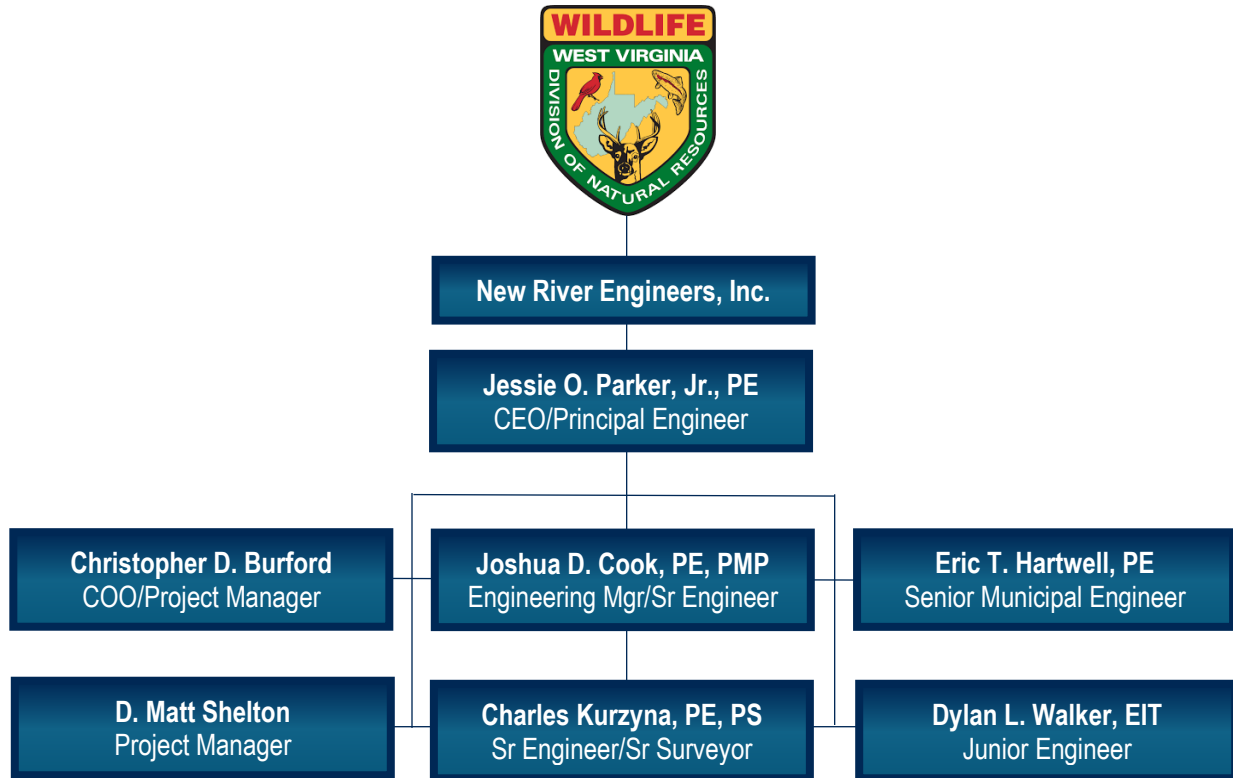 WILDLIFE
WEST VIRGINIA
DIVISION OF NATURAL RESOURCES
New River Engineers, Inc.
Jessie O. Parker, Jr., PE
CEO/Principal Engineer
Christopher D. Burford
COO/Project Manager
Joshua D. Cook, PE, PMP
Engineering Mgr/Sr Engineer
Eric T. Hartwell, PE
Senior Municipal Engineer
D. Matt Shelton
Project Manager
Charles Kurzyna, PE, PS
Sr Engineer/Sr Surveyor
Dylan L. Walker, EIT
Junior Engineer